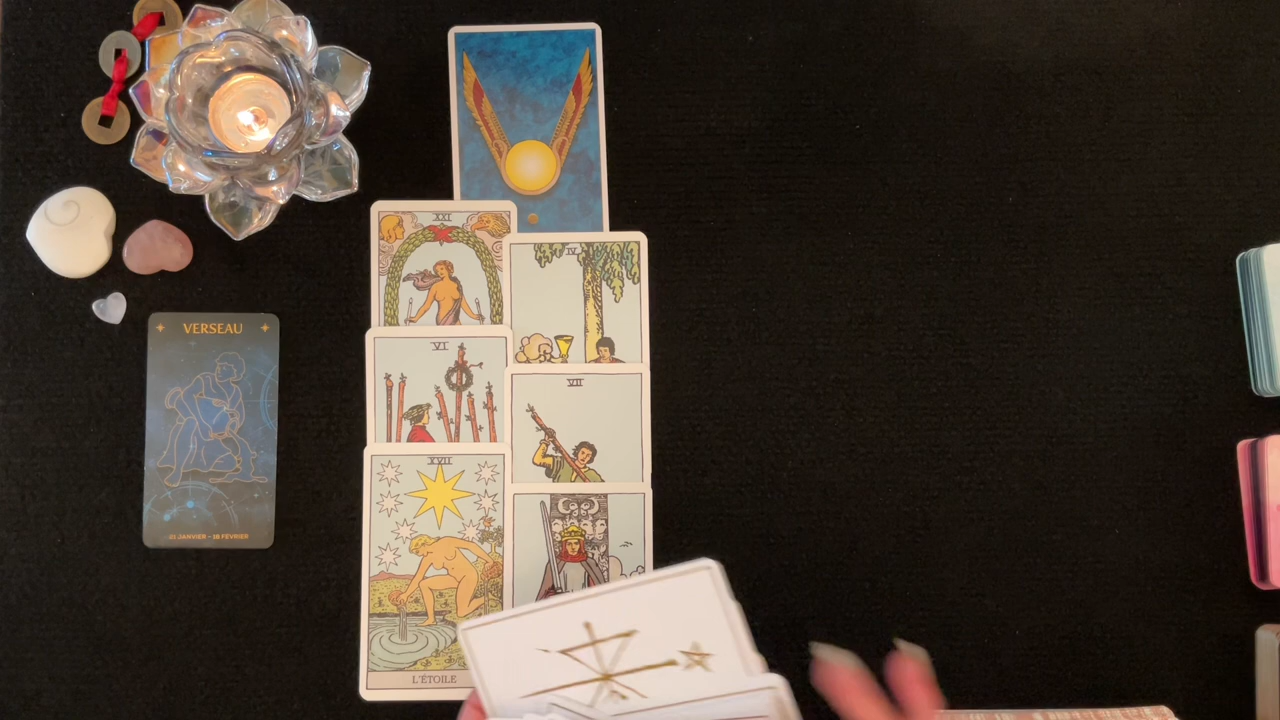 XXI
IV
VERSEAU
VI
VII
XVII
21 JANVIER - 18 FÉVRIER
L'ÉTOILE